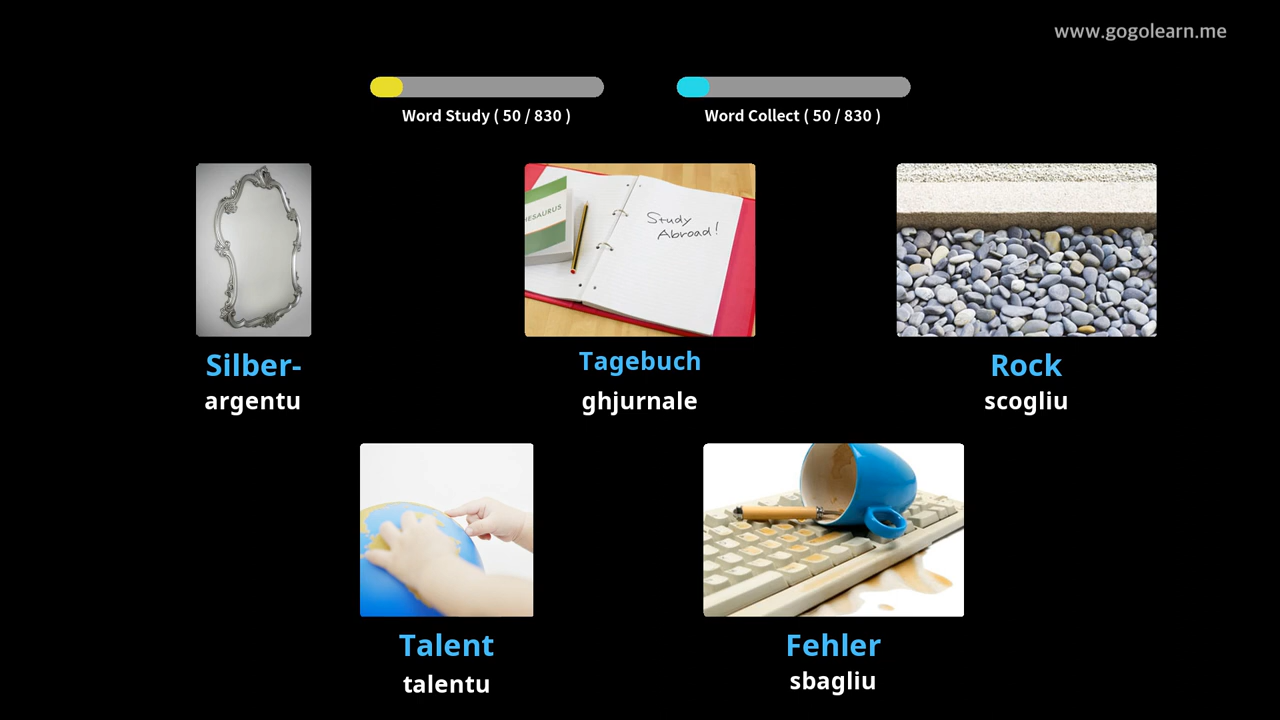 www.gogolearn.me
Word Study ( 50 / 830 )
Word Collect ( 50 / 830 )
HESAURUS
Study
Abroad!
Silber-
argentu
Tagebuch
ghjurnale
Rock
scogliu
Talent
talentu
Fehler
sbagliu